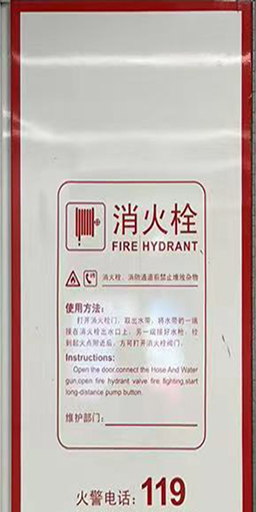 消火栓
FIRE HYDRANT
消火栓、消防通道前禁止堆放杂物
使用方法:
打开消火栓门，取出水带，将水带的一端
接在消火栓出水口上，另一端接好水枪，拉
到起火点附近后，方可打开消火栓阀门。
Instructions:
Open the door,connect the Hose And Water
gun,open fire hydrant valve fire fighting,start
long-distance pump button.
维护部门:
火警电话: 119